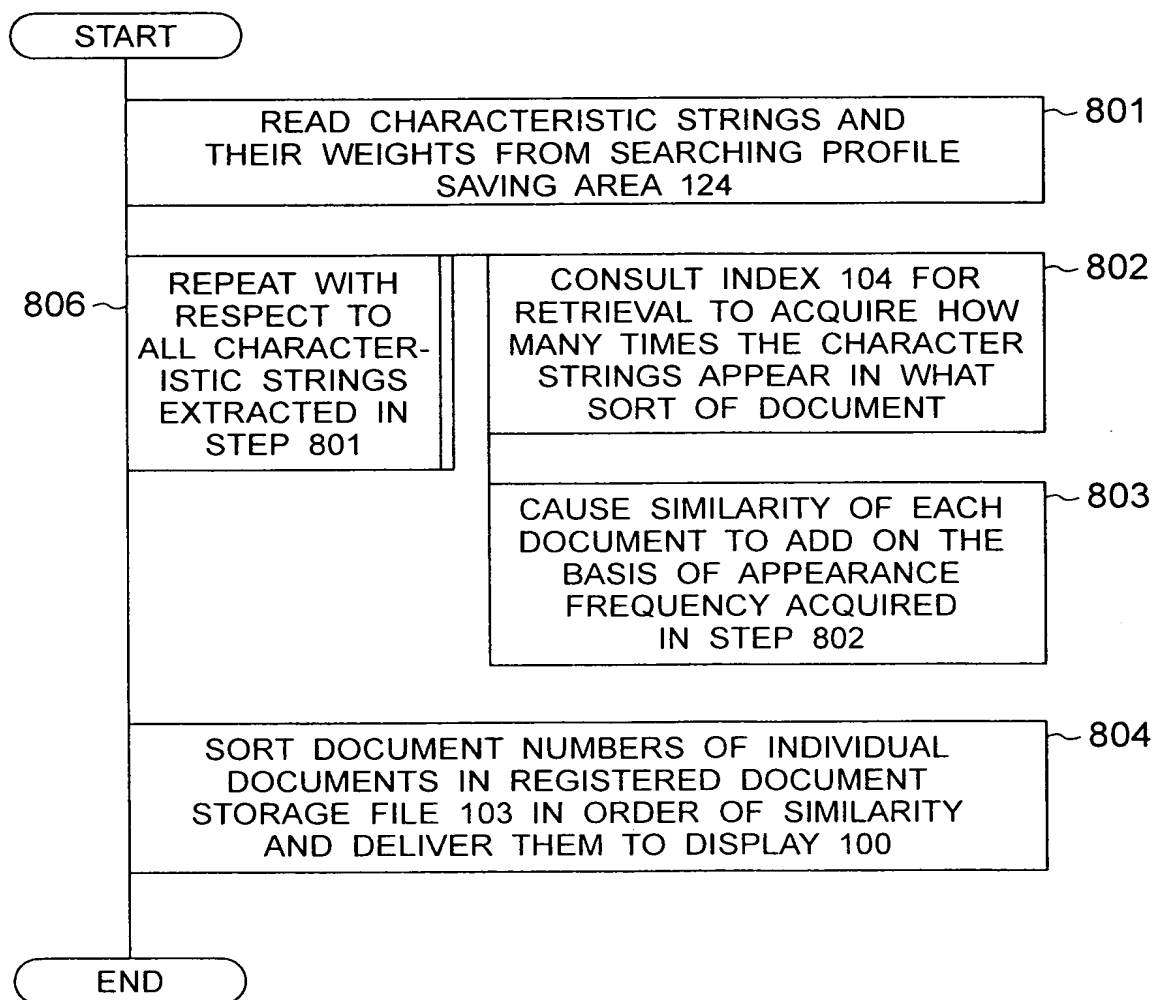 START
READ CHARACTERISTIC STRINGS AND
THEIR WEIGHTS FROM SEARCHING PROFILE
SAVING AREA 124
801
806
REPEAT WITH
RESPECT TO
ALL CHARACTER-
ISTIC STRINGS
EXTRACTED IN
STEP 801
CONSULT INDEX 104 FOR
RETRIEVAL TO ACQUIRE HOW
MANY TIMES THE CHARACTER
STRINGS APPEAR IN WHAT
SORT OF DOCUMENT
802
CAUSE SIMILARITY OF EACH
DOCUMENT TO ADD ON THE
BASIS OF APPEARANCE
FREQUENCY ACQUIRED
IN STEP 802
803
SORT DOCUMENT NUMBERS OF INDIVIDUAL
DOCUMENTS IN REGISTERED DOCUMENT
STORAGE FILE 103 IN ORDER OF SIMILARITY
AND DELIVER THEM TO DISPLAY 100
804
END